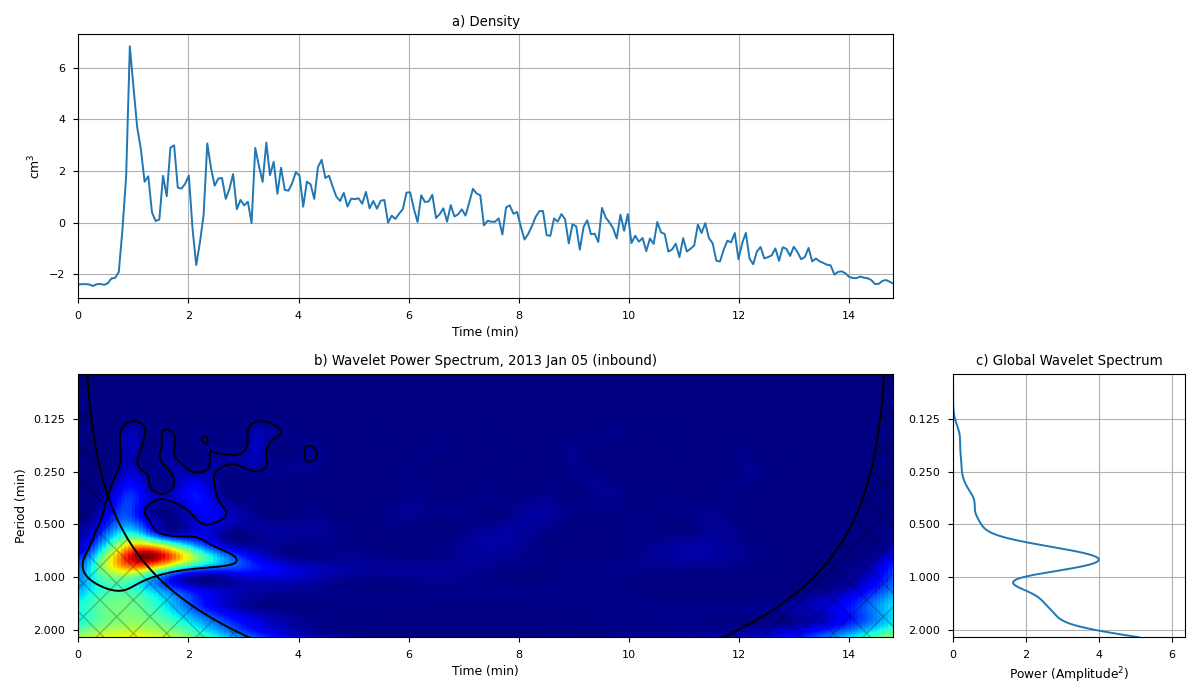 a) Density
6
4
2
0
−2
cm³
0 2 4 6 8 10 12 14
Time (min)
b) Wavelet Power Spectrum, 2013 Jan 05 (inbound)
0.125
0.250
0.500
1.000
2.000
Period (min)
0 2 4 6 8 10 12 14
Time (min)
c) Global Wavelet Spectrum
0.125
0.250
0.500
1.000
2.000
0 2 4 6
Power (Amplitude²)